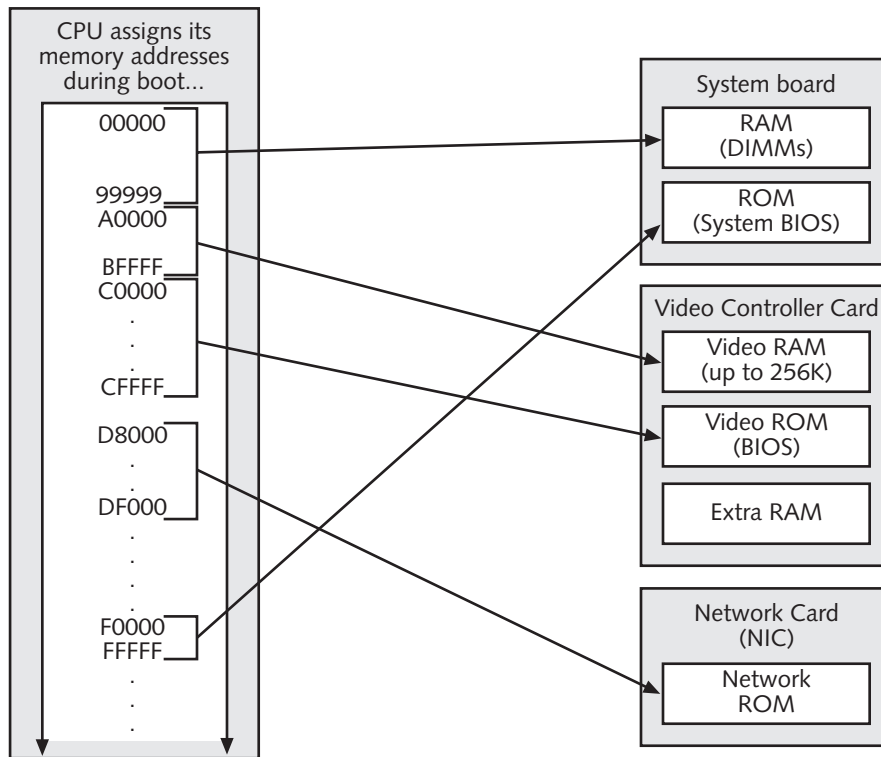 CPU assigns its
memory addresses
during boot...
00000
99999
A0000
BFFFF
C0000
.
.
.
CFFFF
D8000
.
.
DF000
.
.
.
.
F0000
FFFFF
.
.
.
System board
RAM
(DIMMs)
ROM
(System BIOS)
Video Controller Card
Video RAM
(up to 256K)
Video ROM
(BIOS)
Extra RAM
Network Card
(NIC)
Network
ROM